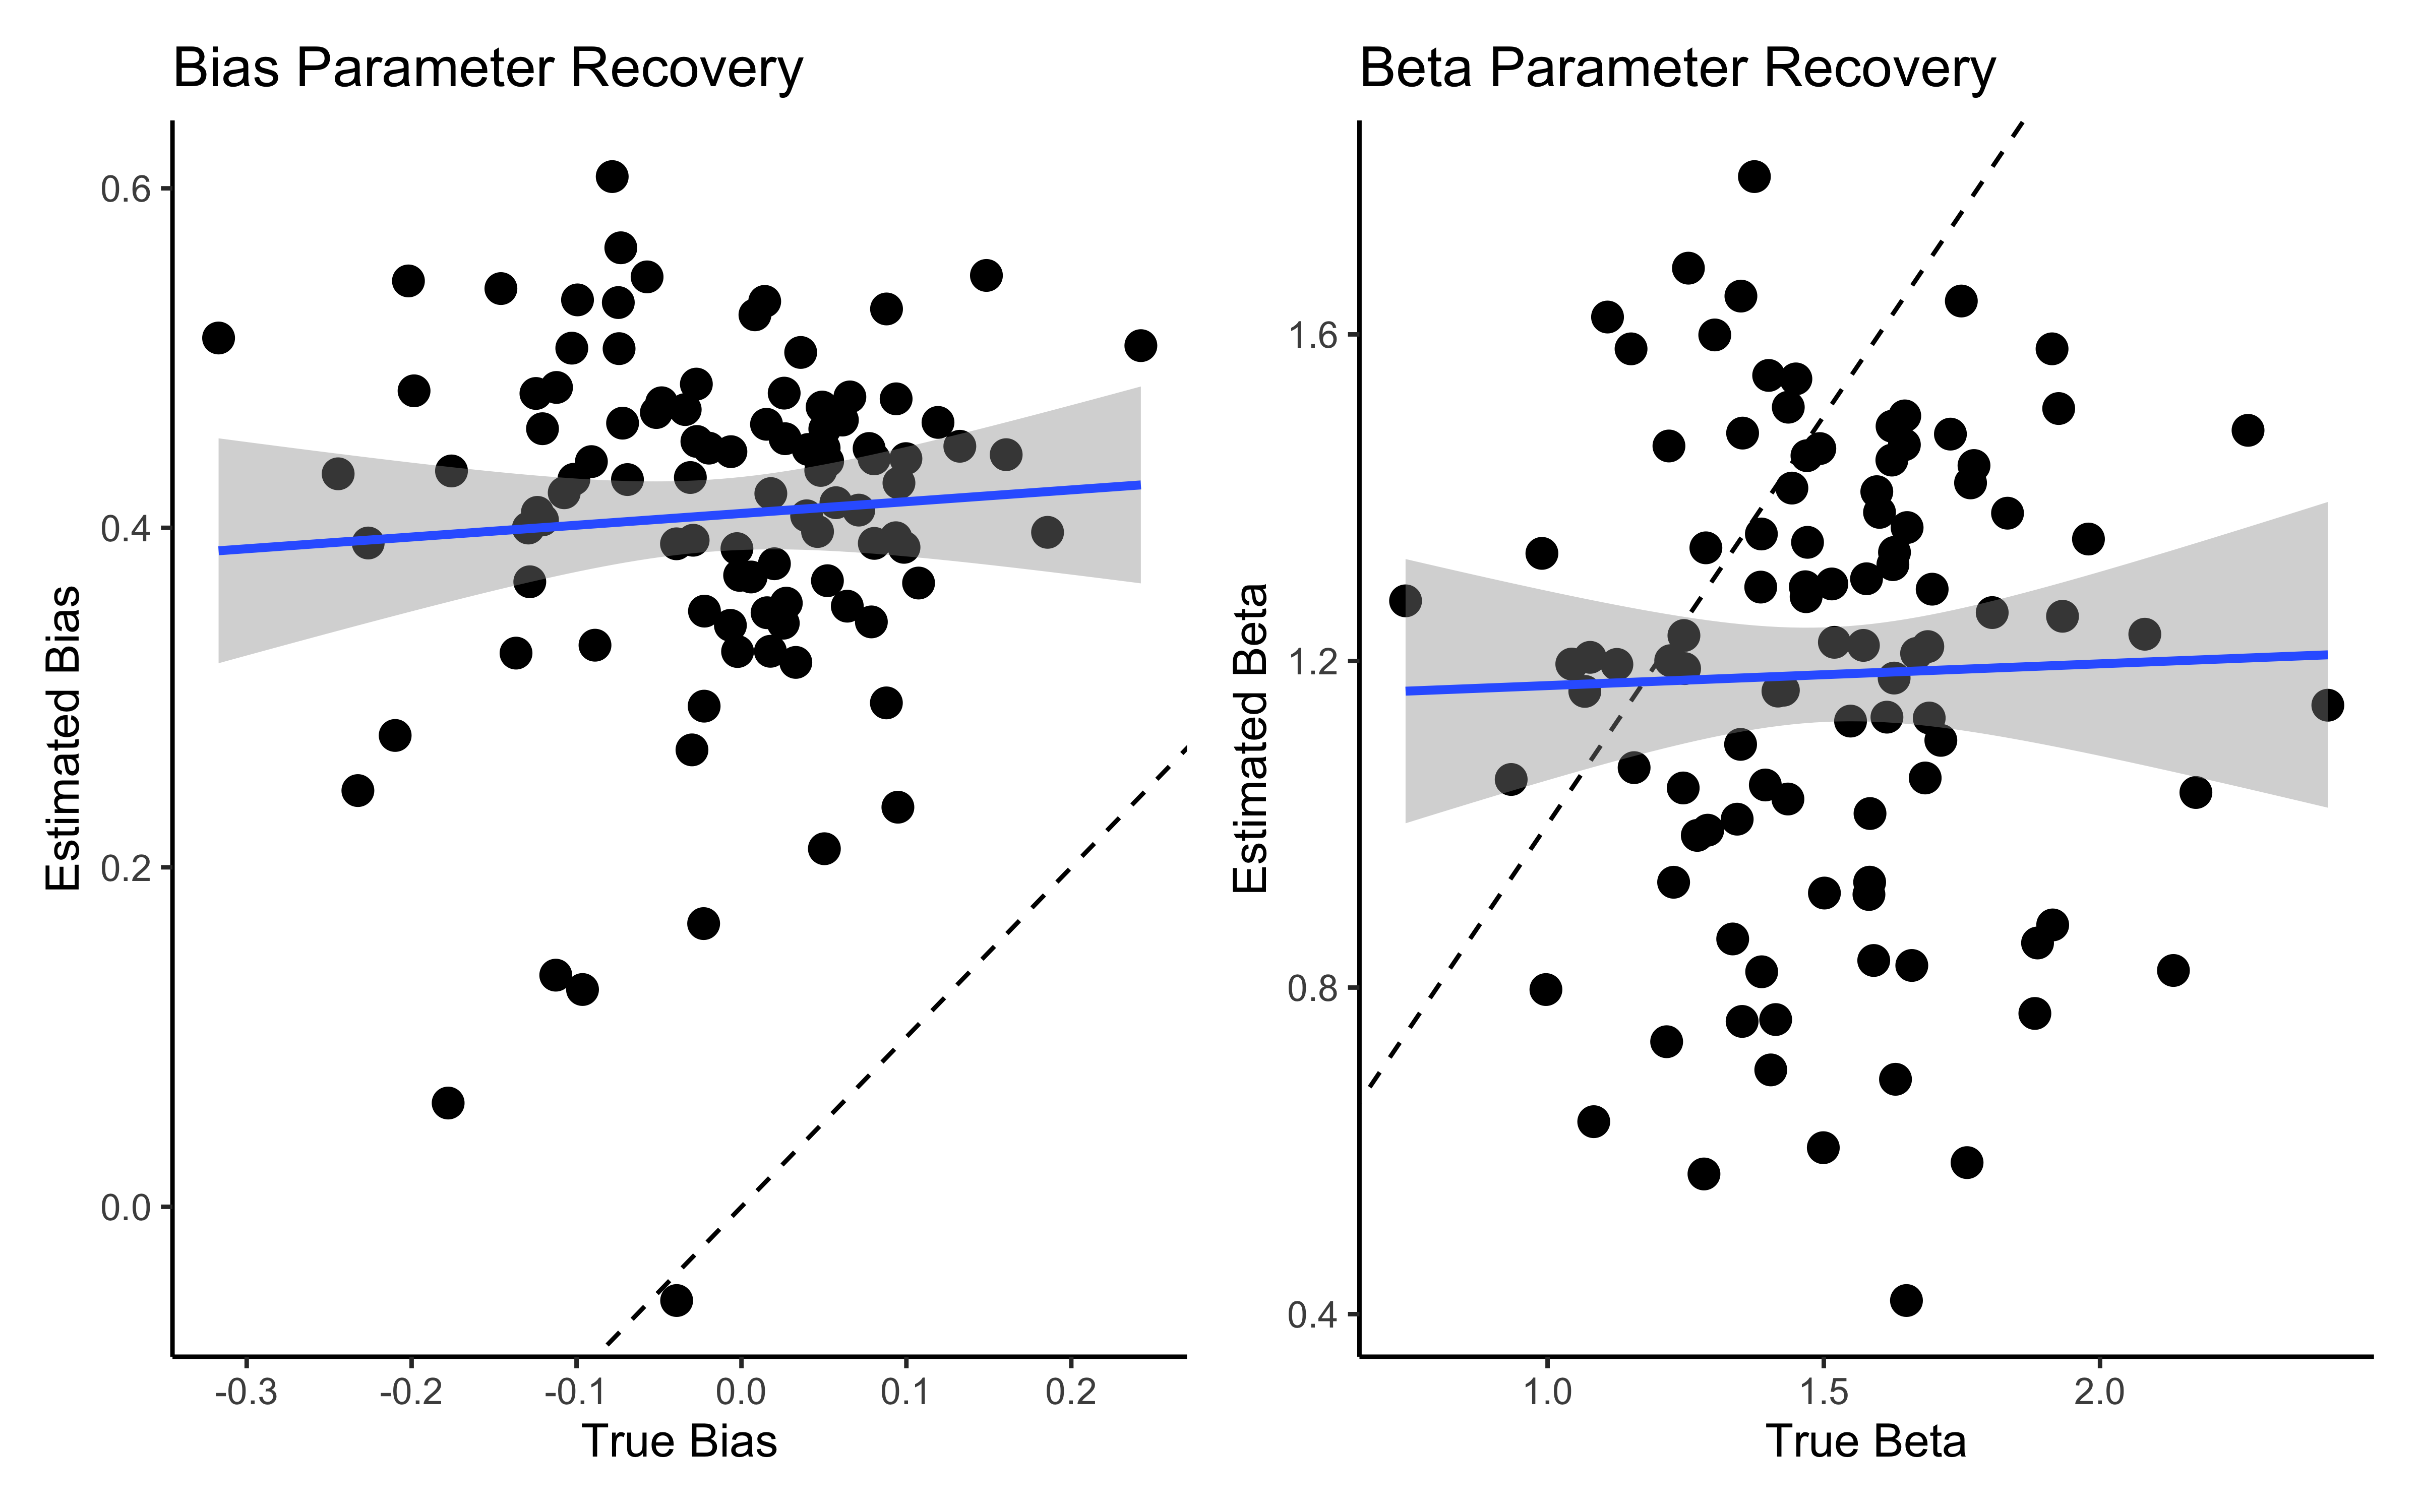 Bias Parameter Recovery
Estimated Bias
0.6
0.4
0.2
0.0
-0.3 -0.2 -0.1 0.0 0.1 0.2
True Bias
Beta Parameter Recovery
Estimated Beta
1.6
1.2
0.8
0.4
1.0 1.5 2.0
True Beta